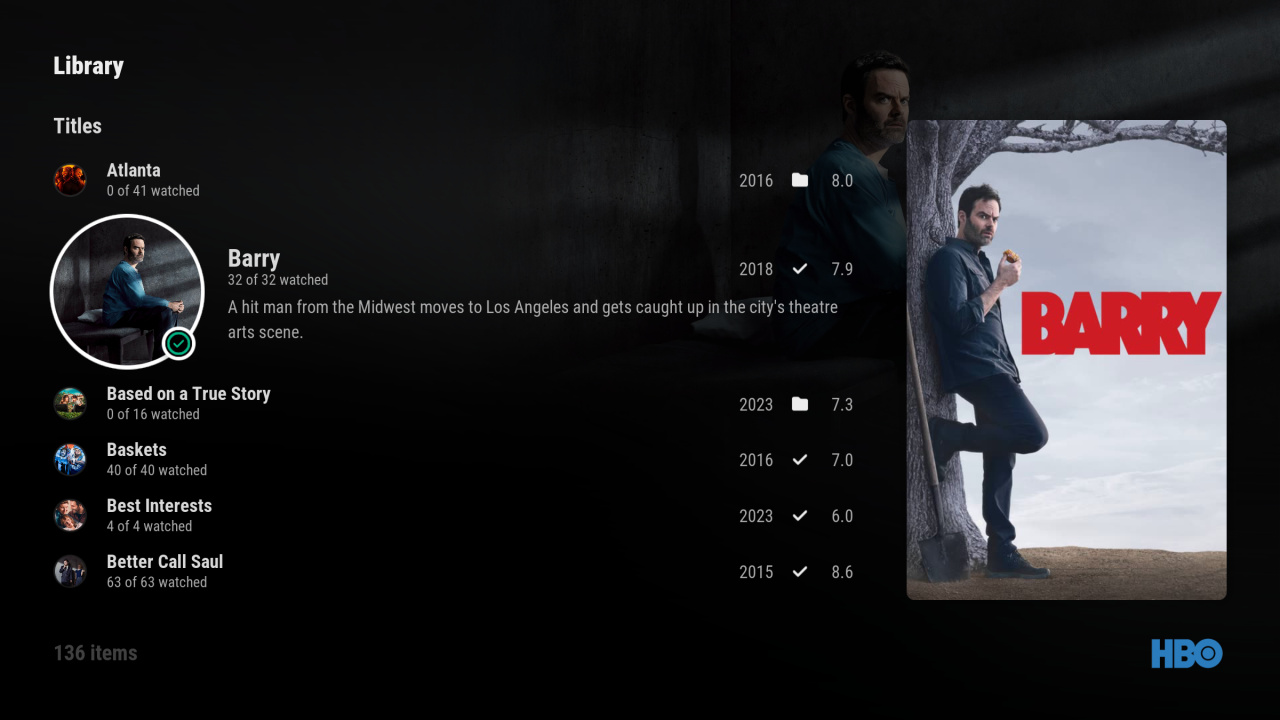 Library
Titles
Atlanta
0 of 41 watched
2016 8.0
Barry
32 of 32 watched
2018 7.9
A hit man from the Midwest moves to Los Angeles and gets caught up in the city's theatre
arts scene.
BARRY
Based on a True Story
0 of 16 watched
2023 7.3
Baskets
40 of 40 watched
2016 7.0
Best Interests
4 of 4 watched
2023 6.0
Better Call Saul
63 of 63 watched
2015 8.6
136 items
HBO